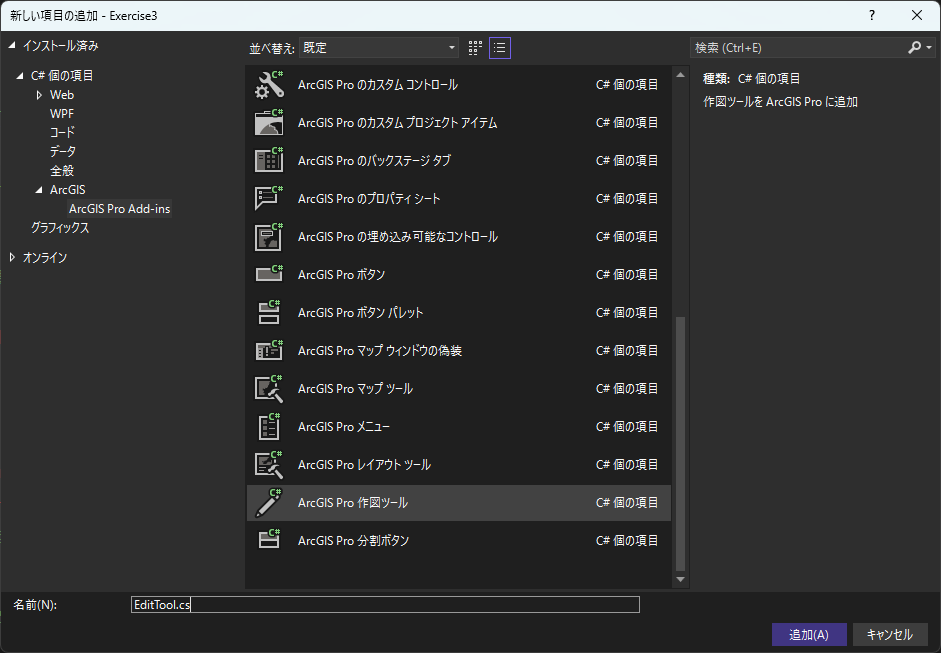 新しい項目の追加 - Exercise3
?
インストール済み
並べ替え: 既定
検索 (Ctrl+E)
C# 個の項目
Web
WPF
コード
データ
全般
ArcGIS
ArcGIS Pro Add-ins
グラフィックス
オンライン
ArcGIS Pro のカスタム コントロール C# 個の項目
ArcGIS Pro のカスタム プロジェクト アイテム C# 個の項目
ArcGIS Pro のバックステージ タブ C# 個の項目
ArcGIS Pro のプロパティ シート C# 個の項目
ArcGIS Pro の埋め込み可能なコントロール C# 個の項目
ArcGIS Pro ボタン C# 個の項目
ArcGIS Pro ボタン パレット C# 個の項目
ArcGIS Pro マップ ウィンドウの偽装 C# 個の項目
ArcGIS Pro マップ ツール C# 個の項目
ArcGIS Pro メニュー C# 個の項目
ArcGIS Pro レイアウト ツール C# 個の項目
ArcGIS Pro 作図ツール C# 個の項目
ArcGIS Pro 分割ボタン C# 個の項目
種類: C# 個の項目
作図ツールを ArcGIS Pro に追加
名前(N): EditTool.cs
追加(A)
キャンセル